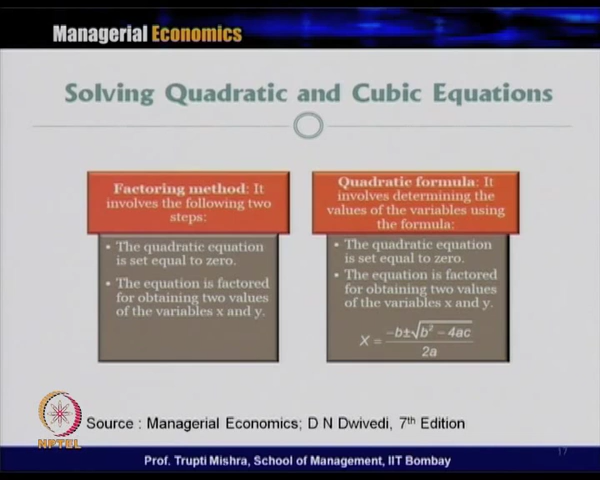 Managerial Economics
Solving Quadratic and Cubic Equations
Factoring method: It
involves the following two
steps:
• The quadratic equation
is set equal to zero.
• The equation is factored
for obtaining two values
of the variables x and y.
Quadratic formula: It
involves determining the
values of the variables using
the formula:
• The quadratic equation
is set equal to zero.
• The equation is factored
for obtaining two values
of the variables x and y.
X = −b±√b² − 4ac / 2a
Source : Managerial Economics; D N Dwivedi, 7th Edition
NPTEL
17
Prof. Trupti Mishra, School of Management, IIT Bombay